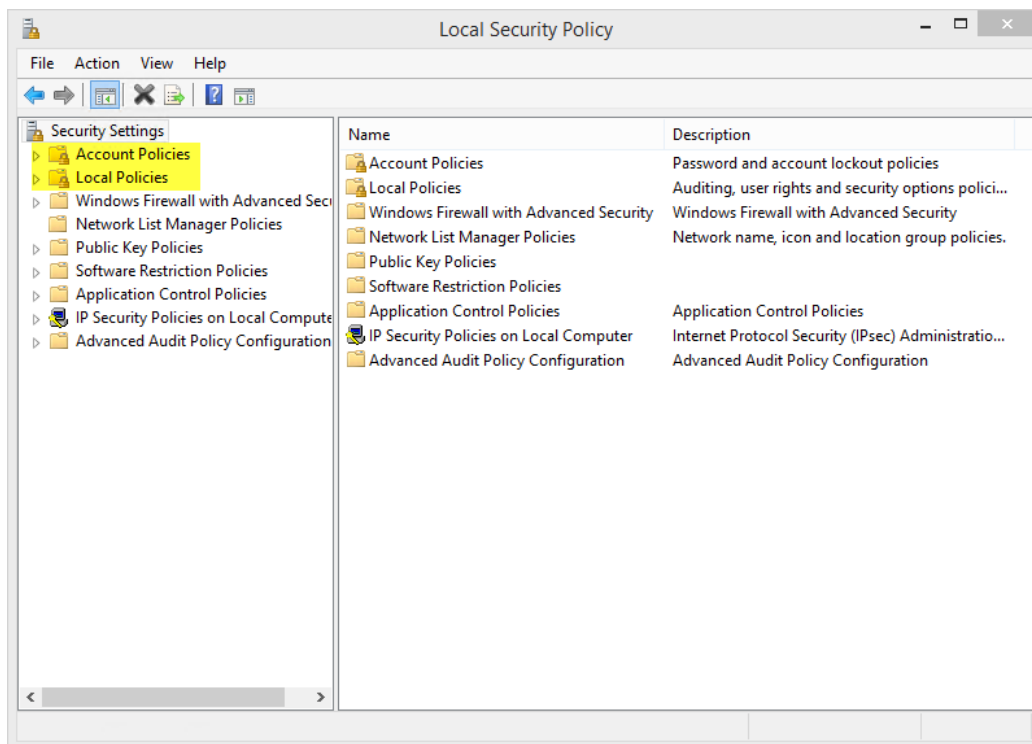 Local Security Policy
File Action View Help
Security Settings
Account Policies
Local Policies
Windows Firewall with Advanced Secu
Network List Manager Policies
Public Key Policies
Software Restriction Policies
Application Control Policies
IP Security Policies on Local Compute
Advanced Audit Policy Configuration
Name Description
Account Policies Password and account lockout policies
Local Policies Auditing, user rights and security options polici...
Windows Firewall with Advanced Security Windows Firewall with Advanced Security
Network List Manager Policies Network name, icon and location group policies.
Public Key Policies
Software Restriction Policies
Application Control Policies Application Control Policies
IP Security Policies on Local Computer Internet Protocol Security (IPsec) Administratio...
Advanced Audit Policy Configuration Advanced Audit Policy Configuration